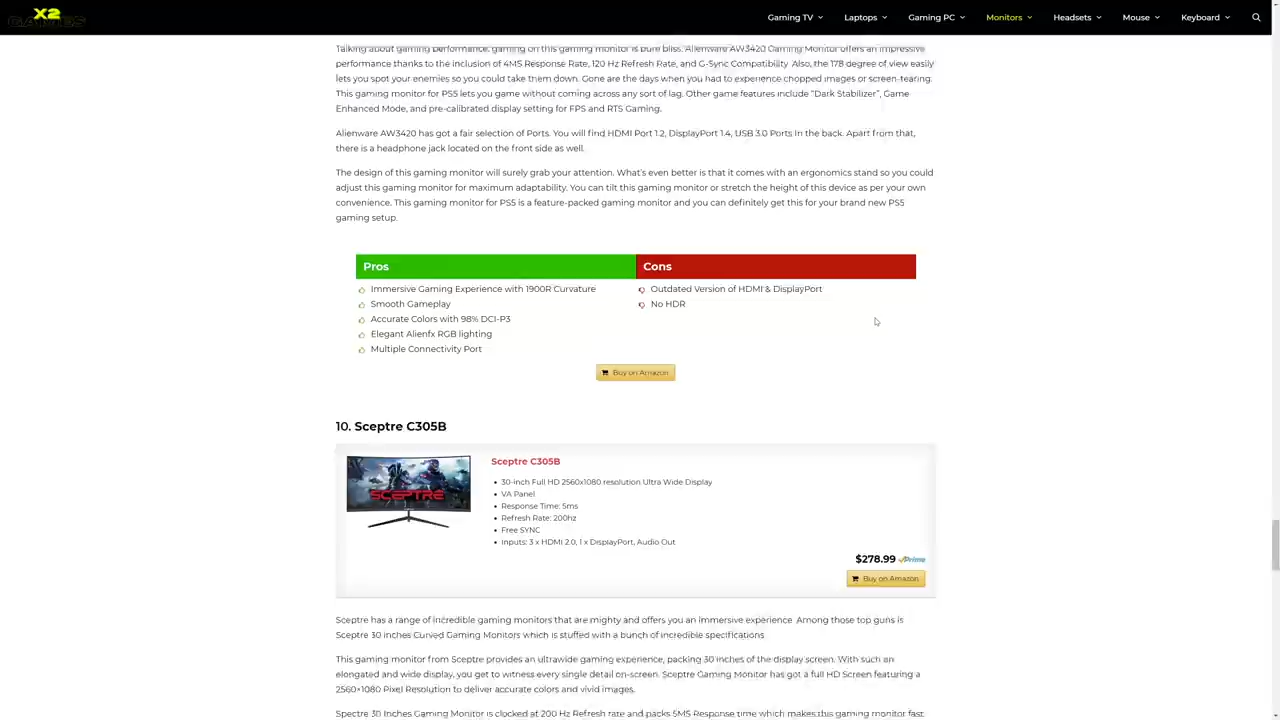 X2
GAMES
Gaming TV
Laptops
Gaming PC
Monitors
Headsets
Mouse
Keyboard
Talking about gaming performance, gaming on this gaming monitor is pure bliss. Alienware AW3420 Gaming Monitor offers an impressive
performance thanks to the inclusion of 4MS Response Rate, 120 Hz Refresh Rate, and G-Sync Compatibility. Also, the 178 degree of view easily
lets you spot your enemies so you could take them down. Gone are the days when you had to experience chopped images or screen-tearing.
This gaming monitor for PS5 lets you game without coming across any sort of lag. Other game features include "Dark Stabilizer", Game
Enhanced Mode, and pre-calibrated display setting for FPS and RTS Gaming.
Alienware AW3420 has got a fair selection of Ports. You will find HDMI Port 1.2, DisplayPort 1.4, USB 3.0 Ports in the back. Apart from that,
there is a headphone jack located on the front side as well.
The design of this gaming monitor will surely grab your attention. What's even better is that it comes with an ergonomics stand so you could
adjust this gaming monitor for maximum adaptability. You can tilt this gaming monitor or stretch the height of this device as per your own
convenience. This gaming monitor for PS5 is a feature-packed gaming monitor and you can definitely get this for your brand new PS5
gaming setup.
Pros
Cons
Immersive Gaming Experience with 1900R Curvature
Smooth Gameplay
Accurate Colors with 98% DCI-P3
Elegant Alienfx RGB lighting
Multiple Connectivity Port
Outdated Version of HDMI & DisplayPort
No HDR
Buy on Amazon
10. Sceptre C305B
SCEPTRE
Sceptre C305B
30-inch Full HD 2560x1080 resolution Ultra Wide Display
VA Panel
Response Time: 5ms
Refresh Rate: 200hz
Free SYNC
Inputs: 3 x HDMI 2.0, 1 x DisplayPort, Audio Out
$278.99 Prime
Buy on Amazon
Sceptre has a range of incredible gaming monitors that are mighty and offers you an immersive experience. Among those top guns is
Sceptre 30 inches Curved Gaming Monitors which is stuffed with a bunch of incredible specifications.
This gaming monitor from Sceptre provides an ultrawide gaming experience, packing 30 inches of the display screen. With such an
elongated and wide display, you get to witness every single detail on-screen. Sceptre Gaming Monitor has got a full HD Screen featuring a
2560×1080 Pixel Resolution to deliver accurate colors and vivid images.
Spectre 30 Inches Gaming Monitor is clocked at 200 Hz Refresh rate and packs 5MS Response time which makes this gaming monitor fast